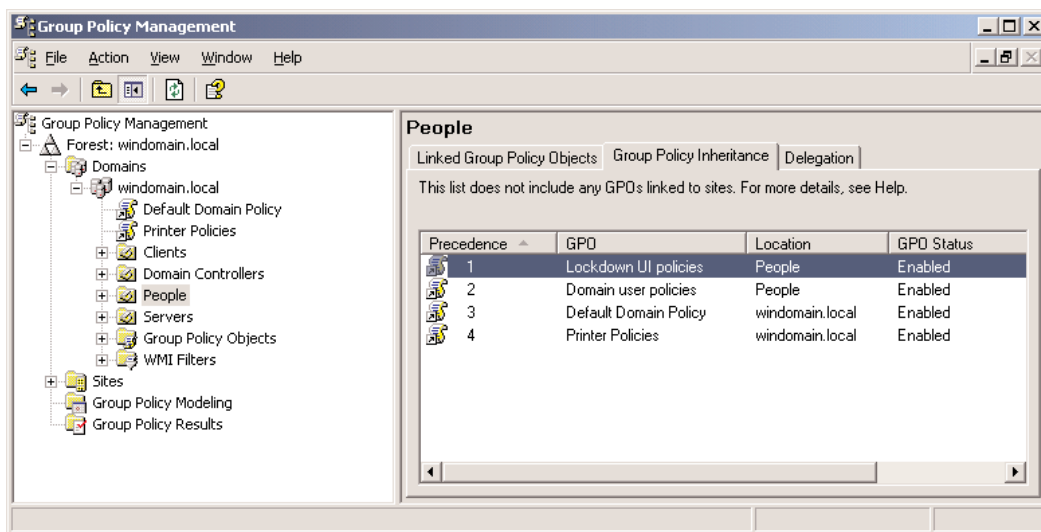 Group Policy Management
File Action View Window Help
Group Policy Management
Forest: windomain.local
Domains
windomain.local
Default Domain Policy
Printer Policies
Clients
Domain Controllers
People
Servers
Group Policy Objects
WMI Filters
Sites
Group Policy Modeling
Group Policy Results
People
Linked Group Policy Objects Group Policy Inheritance Delegation
This list does not include any GPOs linked to sites. For more details, see Help.
Precedence GPO Location GPO Status
1 Lockdown UI policies People Enabled
2 Domain user policies People Enabled
3 Default Domain Policy windomain.local Enabled
4 Printer Policies windomain.local Enabled